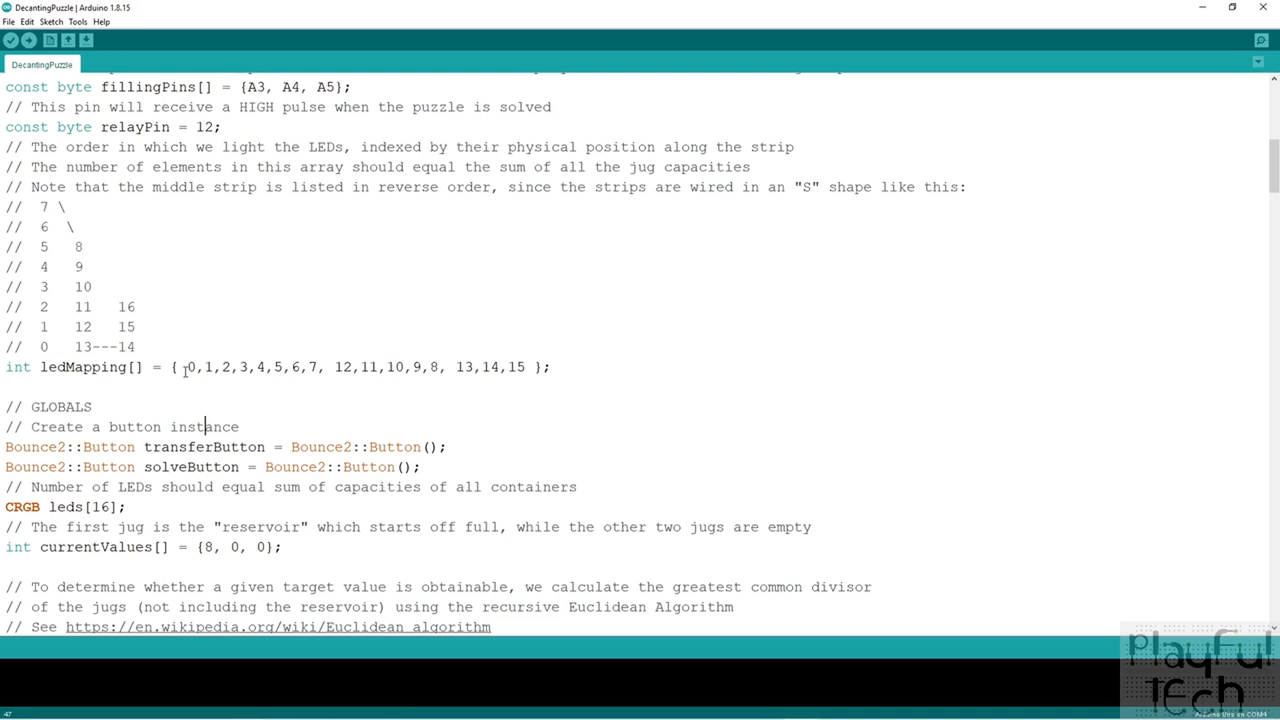 DecantingPuzzle | Arduino 1.8.15
File Edit Sketch Tools Help
DecantingPuzzle
const byte fillingPins[] = {A3, A4, A5};
// This pin will receive a HIGH pulse when the puzzle is solved
const byte relayPin = 12;
// The order in which we light the LEDs, indexed by their physical position along the strip
// The number of elements in this array should equal the sum of all the jug capacities
// Note that the middle strip is listed in reverse order, since the strips are wired in an "S" shape like this:
// 7 \
// 6 \
// 5 8
// 4 9
// 3 10
// 2 11 16
// 1 12 15
// 0 13---14
int ledMapping[] = { 0,1,2,3,4,5,6,7, 12,11,10,9,8, 13,14,15 };
// GLOBALS
// Create a button instance
Bounce2::Button transferButton = Bounce2::Button();
Bounce2::Button solveButton = Bounce2::Button();
// Number of LEDs should equal sum of capacities of all containers
CRGB leds[16];
// The first jug is the "reservoir" which starts off full, while the other two jugs are empty
int currentValues[] = {8, 0, 0};
// To determine whether a given target value is obtainable, we calculate the greatest common divisor
// of the jugs (not including the reservoir) using the recursive Euclidean Algorithm
// See https://en.wikipedia.org/wiki/Euclidean_algorithm
Playful
Tech
47
Arduino Uno on COM4